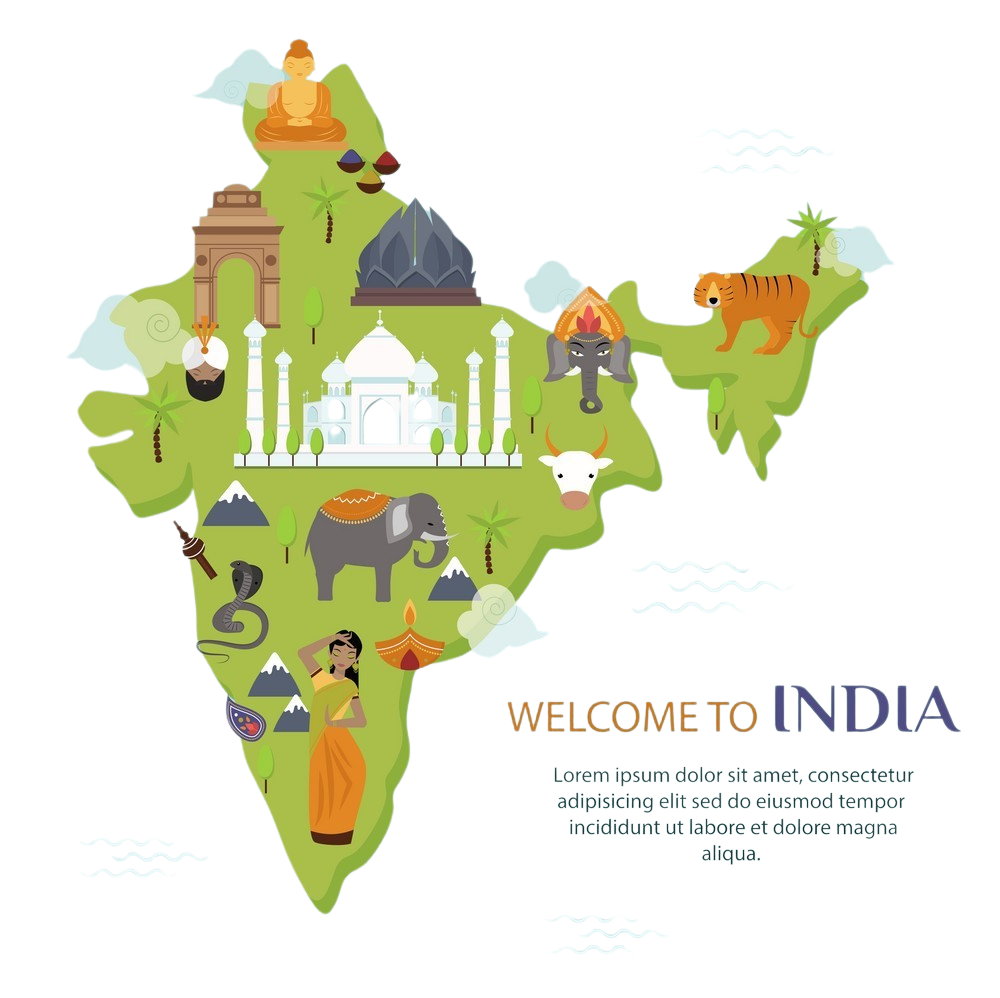 WELCOME TO INDIA
Lorem ipsum dolor sit amet, consectetur
adipisicing elit sed do eiusmod tempor
incididunt ut labore et dolore magna
aliqua.